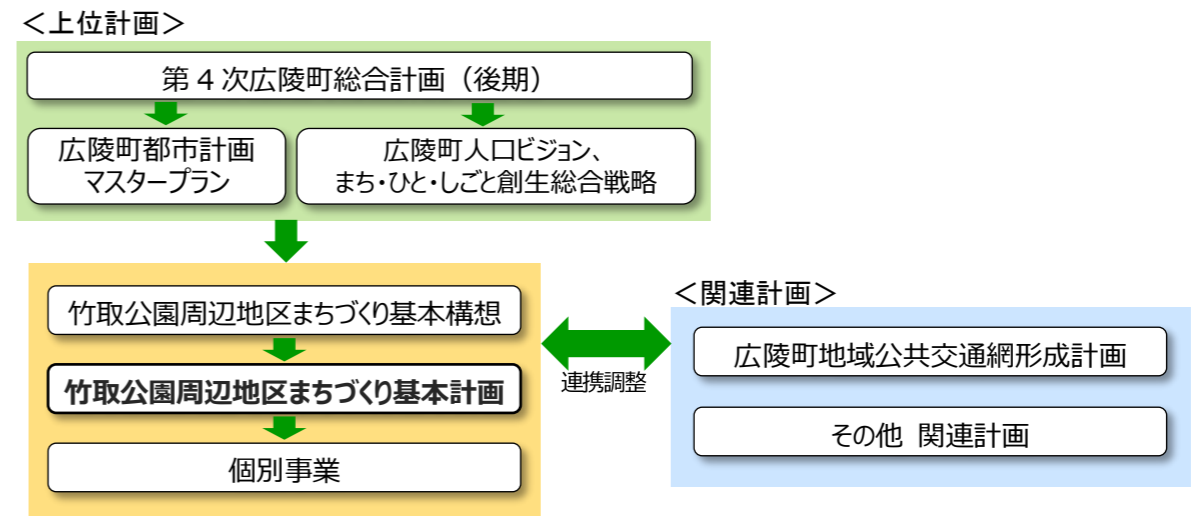 ＜上位計画＞
第４次広陵町総合計画（後期）
広陵町都市計画
マスタープラン
広陵町人口ビジョン、
まち・ひと・しごと創生総合戦略
竹取公園周辺地区まちづくり基本構想
竹取公園周辺地区まちづくり基本計画
個別事業
連携調整
＜関連計画＞
広陵町地域公共交通網形成計画
その他 関連計画